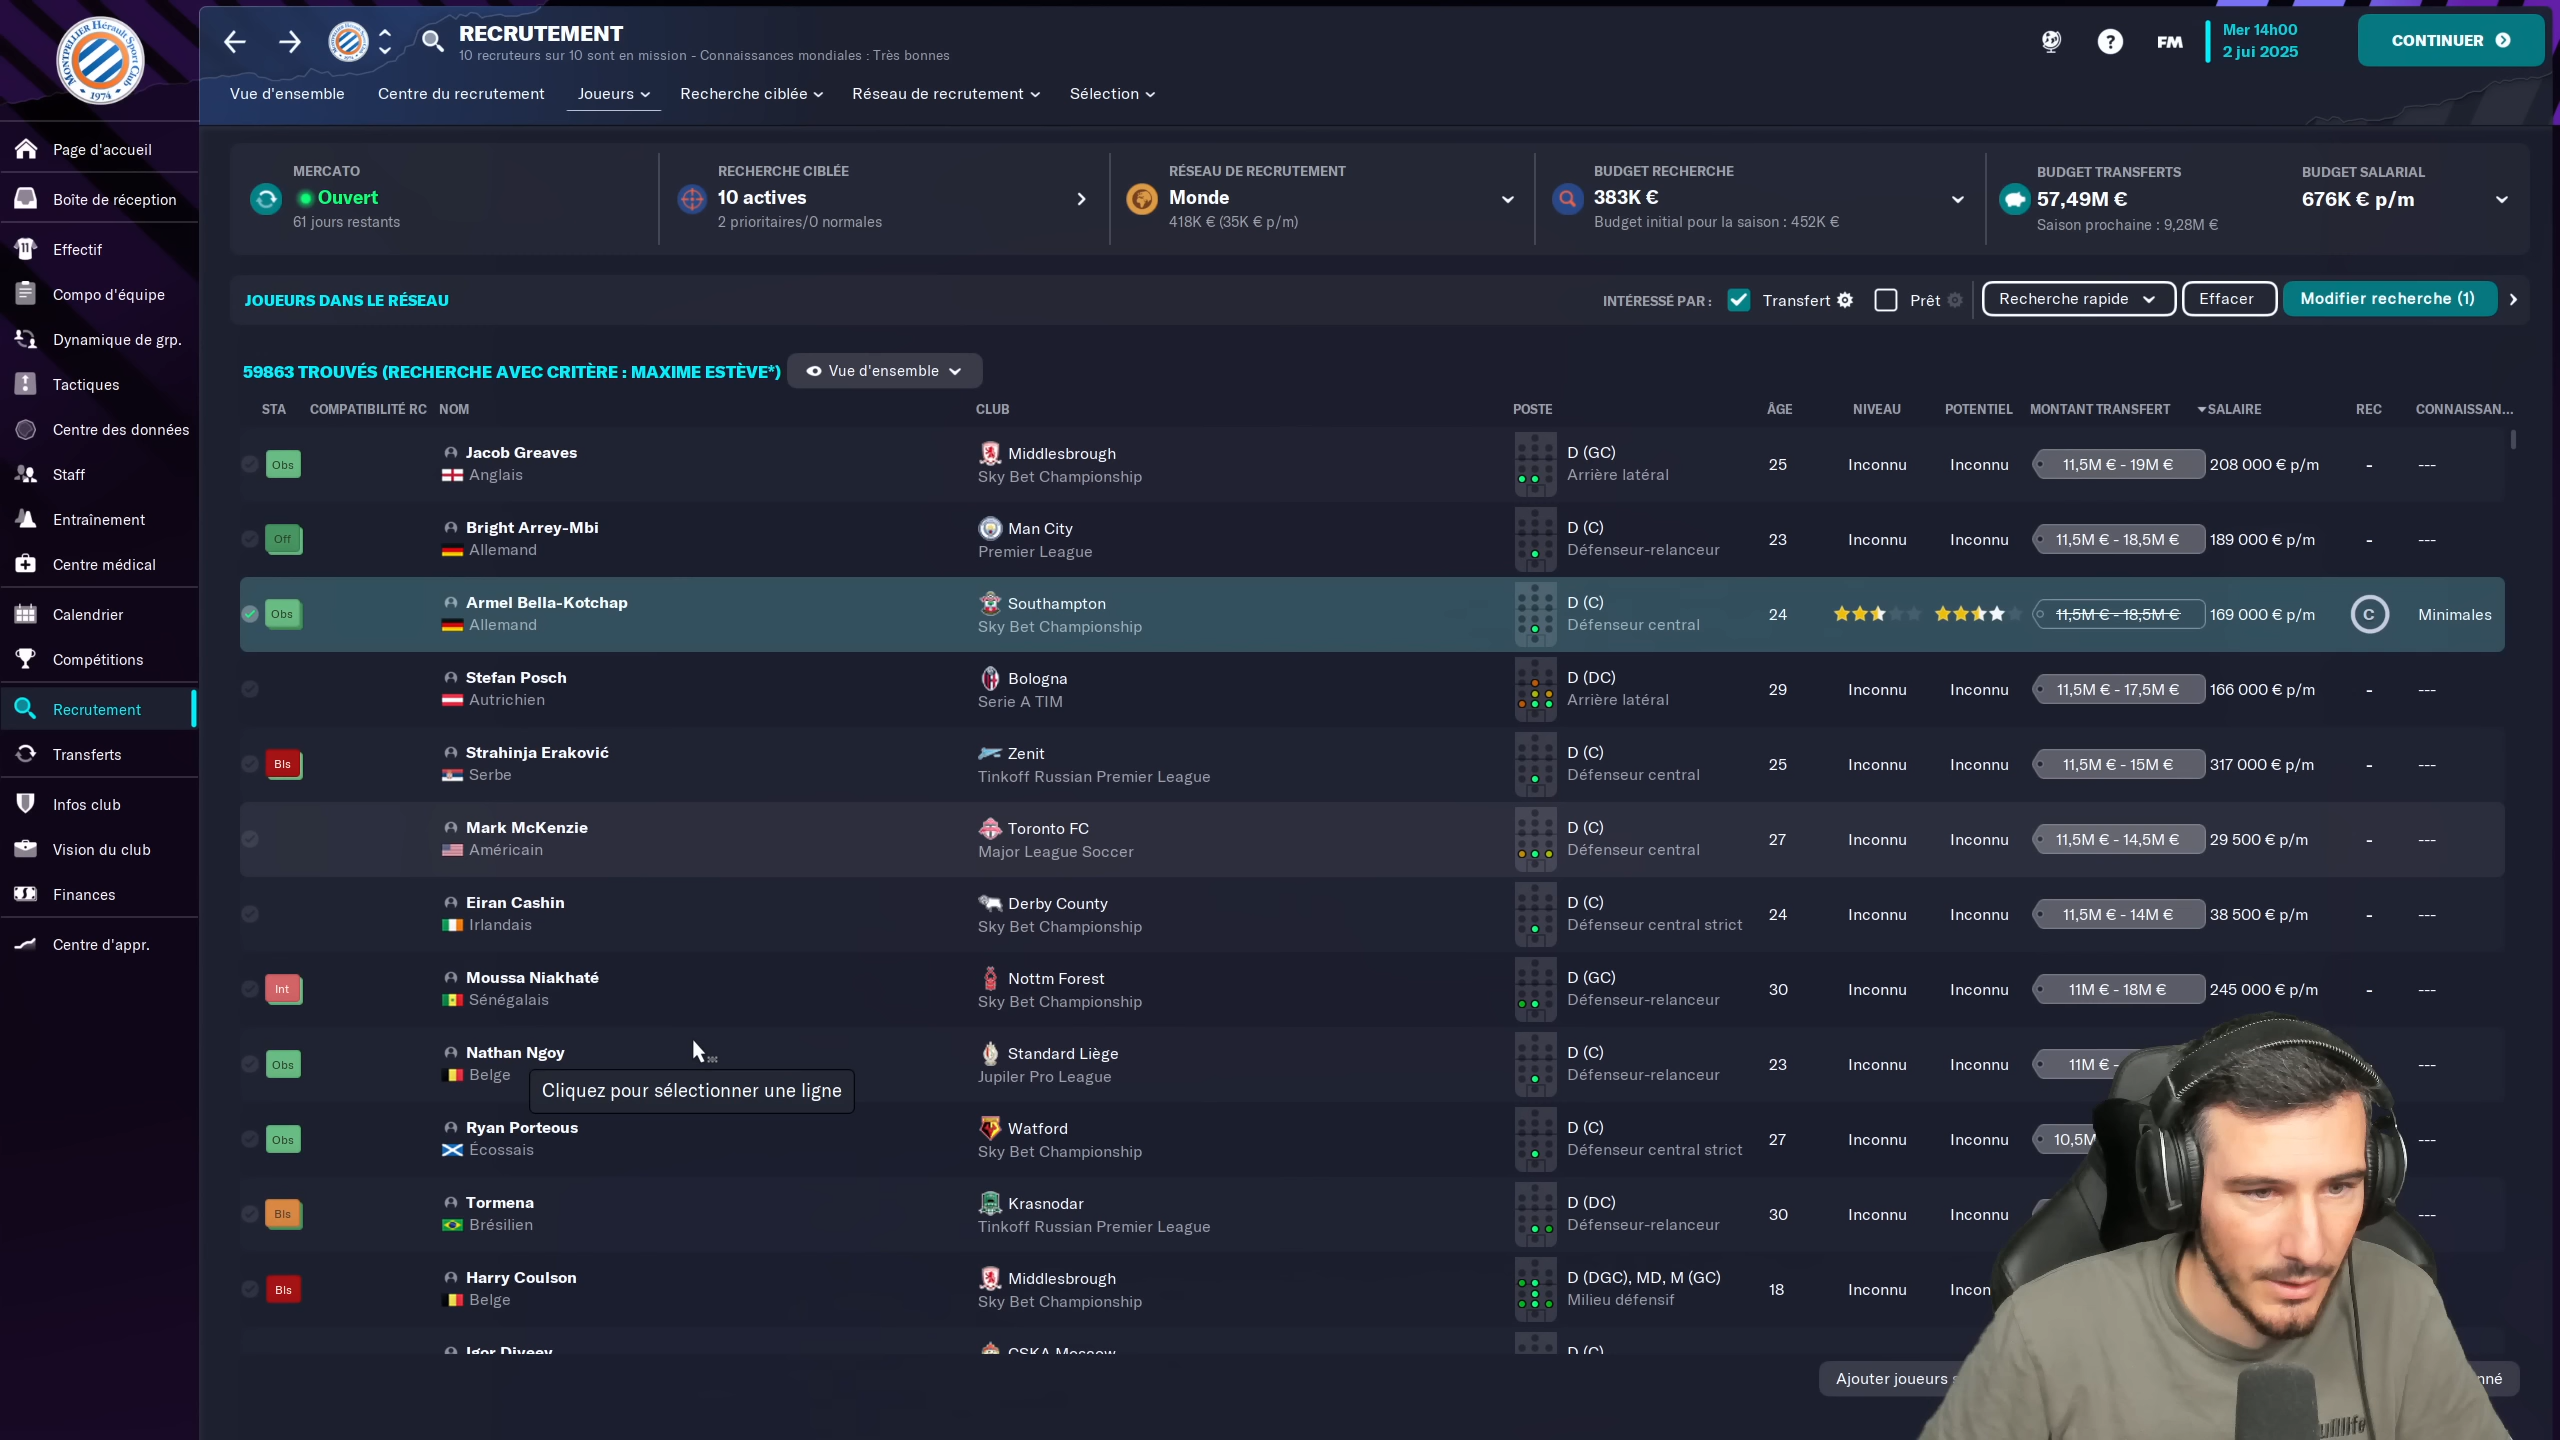 RECRUTEMENT
10 recruteurs sur 10 sont en mission - Connaissances mondiales : Très bonnes
FM
Mer 14h00
2 jui 2025
CONTINUER
Vue d'ensemble
Centre du recrutement
Joueurs
Recherche ciblée
Réseau de recrutement
Sélection
MONTPELLIER Hérault Sport Club
1974
Page d'accueil
Boîte de réception
Effectif
Compo d'équipe
Dynamique de grp.
Tactiques
Centre des données
Staff
Entraînement
Centre médical
Calendrier
Compétitions
Recrutement
Transferts
Infos club
Vision du club
Finances
Centre d'appr.
MERCATO
Ouvert
61 jours restants
RECHERCHE CIBLÉE
10 actives
2 prioritaires/0 normales
RÉSEAU DE RECRUTEMENT
Monde
418K € (35K € p/m)
BUDGET RECHERCHE
383K €
Budget initial pour la saison : 452K €
BUDGET TRANSFERTS
57,49M €
Saison prochaine : 9,28M €
BUDGET SALARIAL
676K € p/m
JOUEURS DANS LE RÉSEAU
INTÉRESSÉ PAR :
Transfert
Prêt
Recherche rapide
Effacer
Modifier recherche (1)
59863 TROUVÉS (RECHERCHE AVEC CRITÈRE : MAXIME ESTÈVE*)
Vue d'ensemble
STA COMPATIBILITÉ RC NOM CLUB POSTE ÂGE NIVEAU POTENTIEL MONTANT TRANSFERT SALAIRE REC CONNAISSAN...
Obs Jacob Greaves Middlesbrough D (GC) 25 Inconnu Inconnu 11,5M € - 19M € 208 000 € p/m - ---
Anglais Sky Bet Championship Arrière latéral
Off Bright Arrey-Mbi Man City D (C) 23 Inconnu Inconnu 11,5M € - 18,5M € 189 000 € p/m - ---
Allemand Premier League Défenseur-relanceur
Obs Armel Bella-Kotchap Southampton D (C) 24 11,5M € - 18,5M € 169 000 € p/m C Minimales
Allemand Sky Bet Championship Défenseur central
Stefan Posch Bologna D (DC) 29 Inconnu Inconnu 11,5M € - 17,5M € 166 000 € p/m - ---
Autrichien Serie A TIM Arrière latéral
Bls Strahinja Eraković Zenit D (C) 25 Inconnu Inconnu 11,5M € - 15M € 317 000 € p/m - ---
Serbe Tinkoff Russian Premier League Défenseur central
Mark McKenzie Toronto FC D (C) 27 Inconnu Inconnu 11,5M € - 14,5M € 29 500 € p/m - ---
Américain Major League Soccer Défenseur central
Eiran Cashin Derby County D (C) 24 Inconnu Inconnu 11,5M € - 14M € 38 500 € p/m - ---
Irlandais Sky Bet Championship Défenseur central strict
Int Moussa Niakhaté Nottm Forest D (GC) 30 Inconnu Inconnu 11M € - 18M € 245 000 € p/m - ---
Sénégalais Sky Bet Championship Défenseur-relanceur
Obs Nathan Ngoy Standard Liège D (C) 23 Inconnu Inconnu 11M € - ---
Belge Jupiler Pro League Défenseur-relanceur
Cliquez pour sélectionner une ligne
Obs Ryan Porteous Watford D (C) 27 Inconnu Inconnu 10,5M ---
Écossais Sky Bet Championship Défenseur central strict
Bls Tormena Krasnodar D (DC) 30 Inconnu Inconnu ---
Brésilien Tinkoff Russian Premier League Défenseur-relanceur
Bls Harry Coulson Middlesbrough D (DGC), MD, M (GC) 18 Inconnu Incon
Belge Sky Bet Championship Milieu défensif
Igor Diveev CSKA Moscow D (C)
Ajouter joueurs